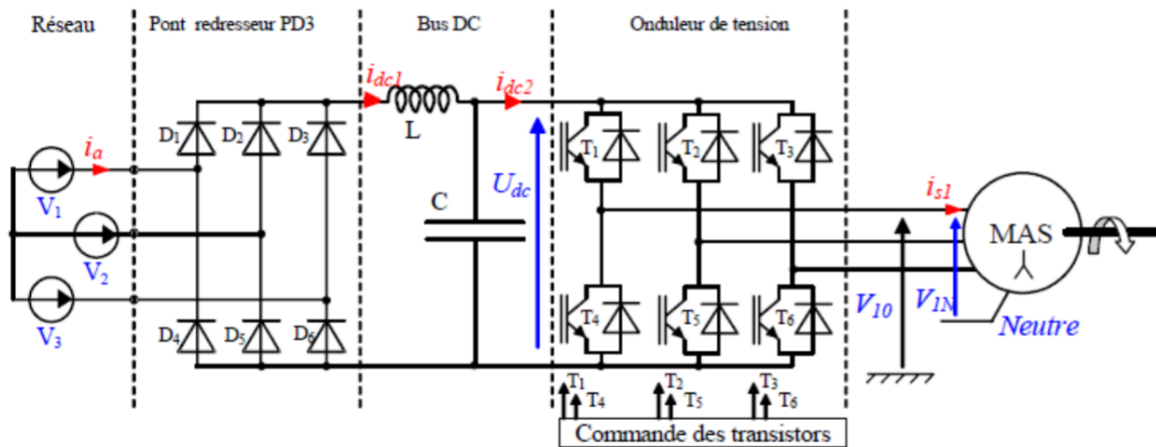 Réseau
Pont redresseur PD3
Bus DC
Onduleur de tension
idc1
idc2
L
D1 D2 D3
T1 T2 T3
ia
V1
Udc
C
is1
MAS
V2
V10
V1N
V3
Neutre
D4 D5 D6
T4 T5 T6
T1 T2 T3
T4 T5 T6
Commande des transistors